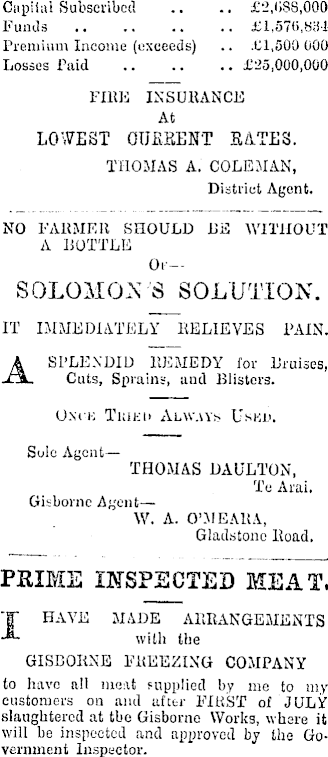 Capital Subscribed .. .. £2,688,000
Funds .. .. .. .. £1,576,834
Premium Income (exceeds) .. £1,500 000
Losses Paid .. .. .. £25,000,000
FIRE INSURANCE
At
LOWEST CURRENT RATES.
THOMAS A. COLEMAN,
District Agent.
NO FARMER SHOULD BE WITHOUT
A BOTTLE
Of—
SOLOMON'S SOLUTION.
IT IMMEDIATELY RELIEVES PAIN.
A SPLENDID REMEDY for Bruises,
Cuts, Sprains, and Blisters.
ONCE TRIED ALWAYS USED.
Sole Agent—
THOMAS DAULTON,
Te Arai.
Gisborne Agent—
W. A. O'MEARA,
Gladstone Road.
PRIME INSPECTED MEAT.
I HAVE MADE ARRANGEMENTS
with the
GISBORNE FREEZING COMPANY
to have all meat supplied by me to my
customers on and after FIRST of JULY
slaughtered at the Gisborne Works, where it
will be inspected and approved by the Go-
vernment Inspector.